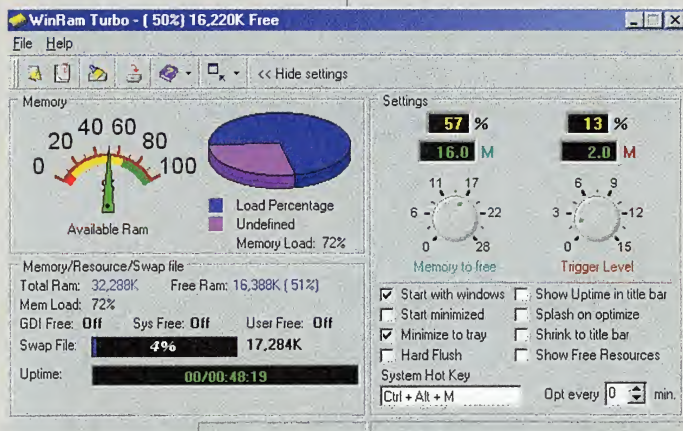 WinRam Turbo - ( 50%) 16,220K Free
File Help
<< Hide settings
Memory
0 20 40 60 80 100
Available Ram
Load Percentage
Undefined
Memory Load: 72%
Memory/Resource/Swap file
Total Ram: 32,288K Free Ram: 16,388K ( 51%)
Mem Load: 72%
GDI Free: Off Sys Free: Off User Free: Off
Swap File: 4% 17,284K
Uptime: 00/00:48:19
Settings
57 % 13 %
16.0 M 2.0 M
0 6 11 17 22 28
0 3 6 9 12 15
Memory to free Trigger Level
Start with windows Show Uptime in title bar
Start minimized Splash on optimize
Minimize to tray Shrink to title bar
Hard Flush Show Free Resources
System Hot Key
Ctrl + Alt + M Opt every 0 min.